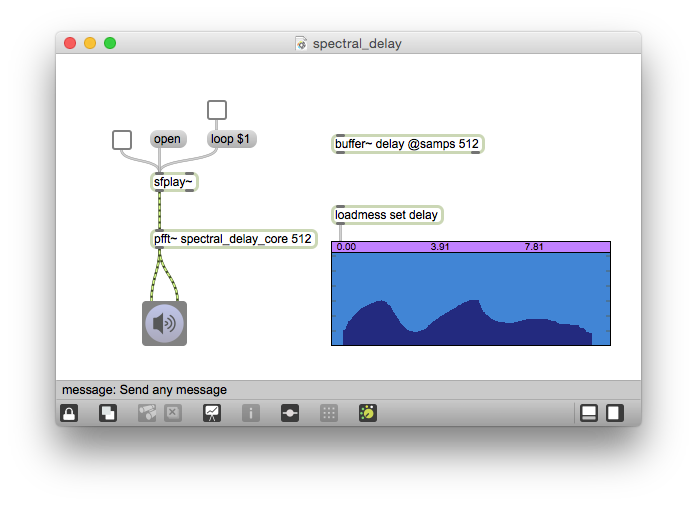 spectral_delay
open
loop $1
buffer~ delay @samps 512
sfplay~
loadmess set delay
pfft~ spectral_delay_core 512
0.00 3.91 7.81
message: Send any message